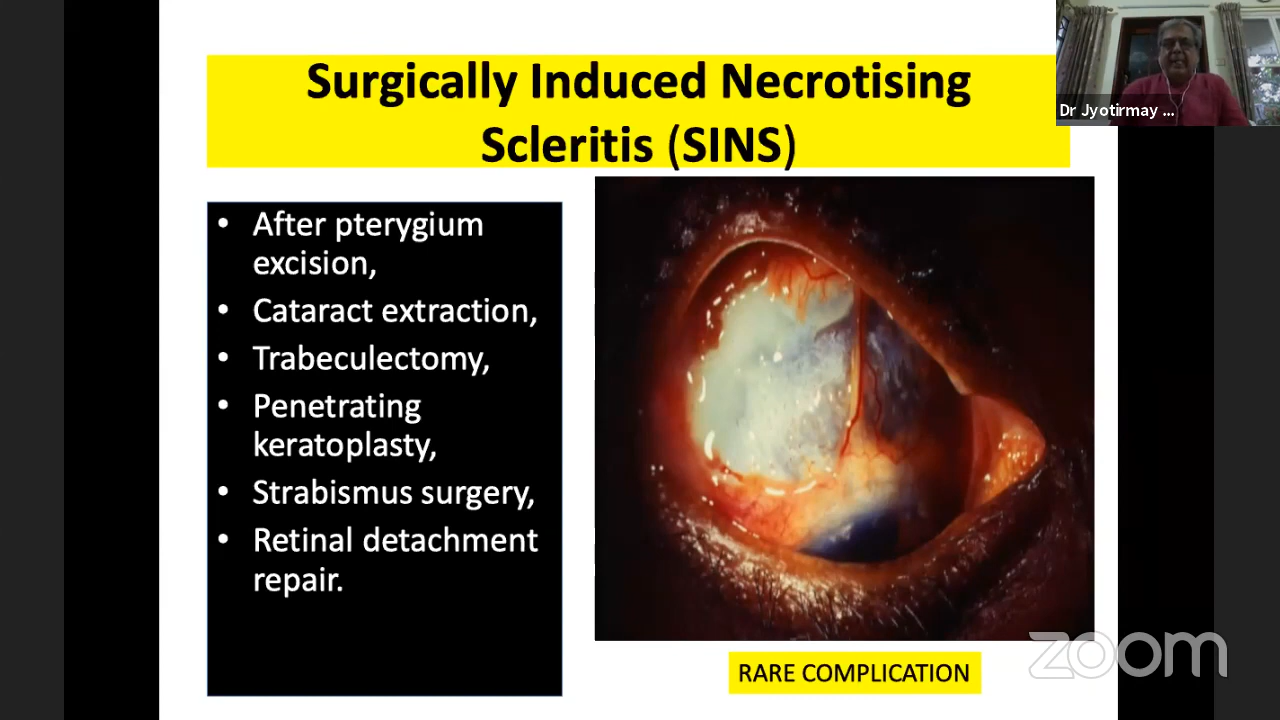 Surgically Induced Necrotising
Scleritis (SINS)
Dr Jyotirmay ...
• After pterygium
excision,
• Cataract extraction,
• Trabeculectomy,
• Penetrating
keratoplasty,
• Strabismus surgery,
• Retinal detachment
repair.
RARE COMPLICATION
zoom